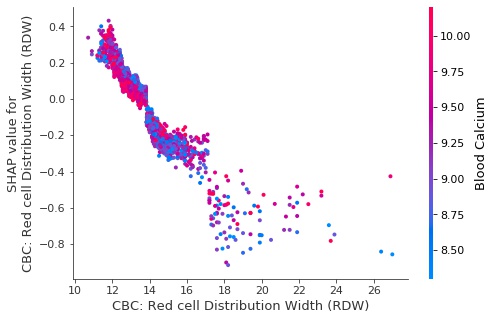 0.4
0.2
0.0
−0.2
−0.4
−0.6
−0.8
SHAP value for
CBC: Red cell Distribution Width (RDW)
10 12 14 16 18 20 22 24 26
CBC: Red cell Distribution Width (RDW)
10.00
9.75
9.50
9.25
9.00
8.75
8.50
Blood Calcium